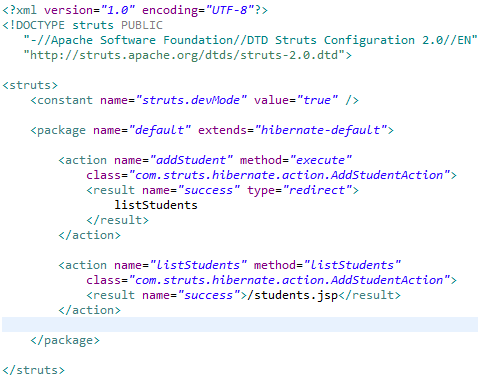 <?xml version="1.0" encoding="UTF-8"?>
<!DOCTYPE struts PUBLIC
"-//Apache Software Foundation//DTD Struts Configuration 2.0//EN"
"http://struts.apache.org/dtds/struts-2.0.dtd">
<struts>
<constant name="struts.devMode" value="true" />
<package name="default" extends="hibernate-default">
<action name="addStudent" method="execute"
class="com.struts.hibernate.action.AddStudentAction">
<result name="success" type="redirect">
listStudents
</result>
</action>
<action name="listStudents" method="listStudents"
class="com.struts.hibernate.action.AddStudentAction">
<result name="success">/students.jsp</result>
</action>
</package>
</struts>